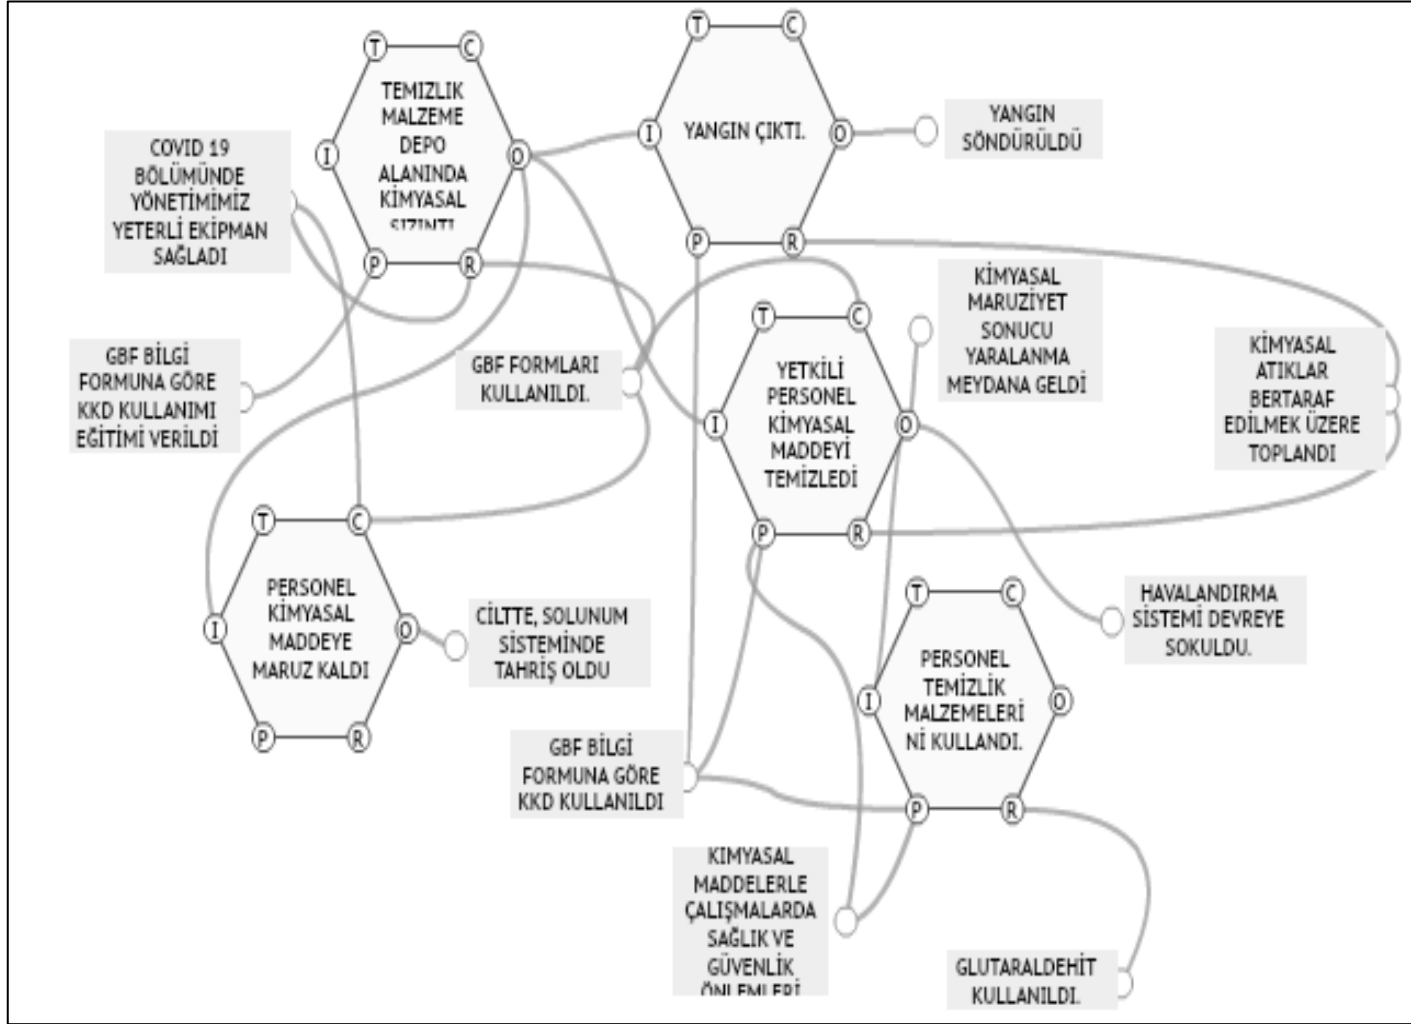 T
C
TEMIZLIK
MALZEME
DEPO
ALANINDA
KİMYASAL
SIZINTI
I
O
P
R
T
C
YANGIN ÇIKTI.
I
O
P
R
YANGIN
SÖNDÜRÜLDÜ
COVID 19
BÖLÜMÜNDE
YÖNETİMİMİZ
YETERLİ EKİPMAN
SAĞLADI
GBF BİLGİ
FORMUNA GÖRE
KKD KULLANIMI
EĞİTİMİ VERİLDİ
GBF FORMLARI
KULLANILDI.
T
C
YETKİLİ
PERSONEL
KİMYASAL
MADDEYİ
TEMİZLEDİ
I
O
P
R
KİMYASAL
MARUZİYET
SONUCU
YARALANMA
MEYDANA GELDİ
KİMYASAL
ATIKLAR
BERTARAF
EDİLMEK ÜZERE
TOPLANDI
T
C
PERSONEL
KİMYASAL
MADDEYE
MARUZ KALDI
I
O
P
R
CİLTTE, SOLUNUM
SİSTEMİNDE
TAHRİŞ OLDU
T
C
PERSONEL
TEMİZLİK
MALZEMELERİ
Nİ KULLANDI.
I
O
P
R
HAVALANDIRMA
SİSTEMİ DEVREYE
SOKULDU.
GBF BİLGİ
FORMUNA GÖRE
KKD KULLANILDI
KIMYASAL
MADDELERLE
ÇALIŞMALARDA
SAĞLIK VE
GÜVENLİK
ÖNLEMLERİ
GLUTARALDEHİT
KULLANILDI.